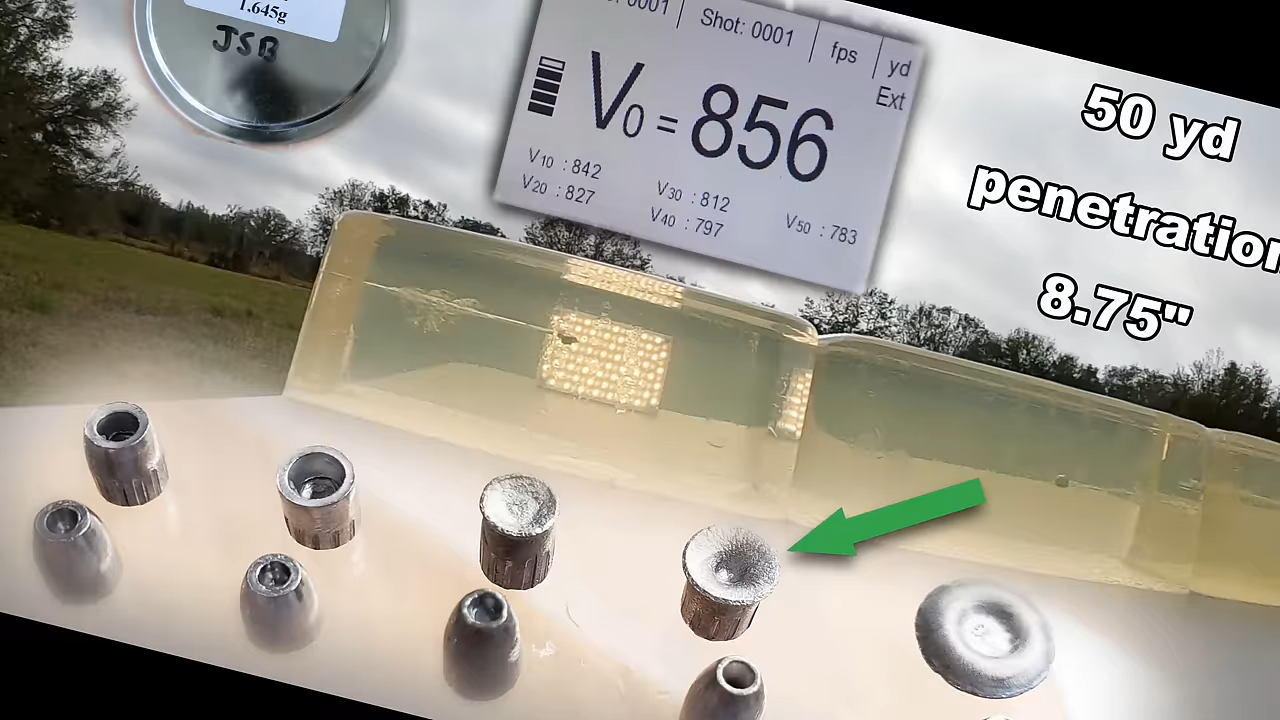 1.645g
JSB
0001 Shot: 0001 fps yd
Ext
V0 = 856
V10 : 842
V20 : 827
V30 : 812
V40 : 797
V50 : 783
50 yd
penetration
8.75"